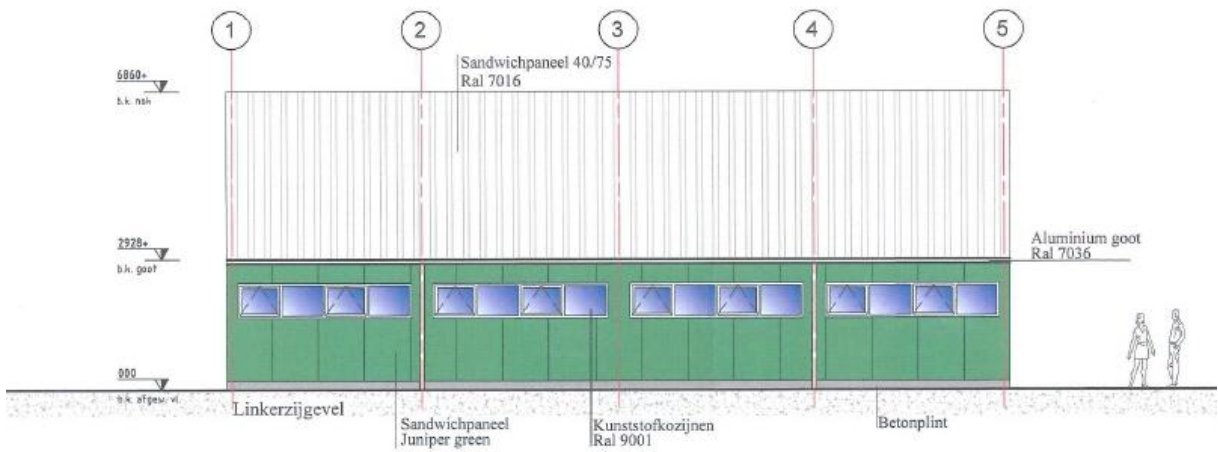 1
2
3
4
5
Sandwichpaneel 40/75
Ral 7016
6860+
b.k. nok
2928+
b.k. goot
Aluminium goot
Ral 7036
000
b.k. afgew. vl.
Linkerzijgevel
Sandwichpaneel
Juniper green
Kunststofkozijnen
Ral 9001
Betonplint